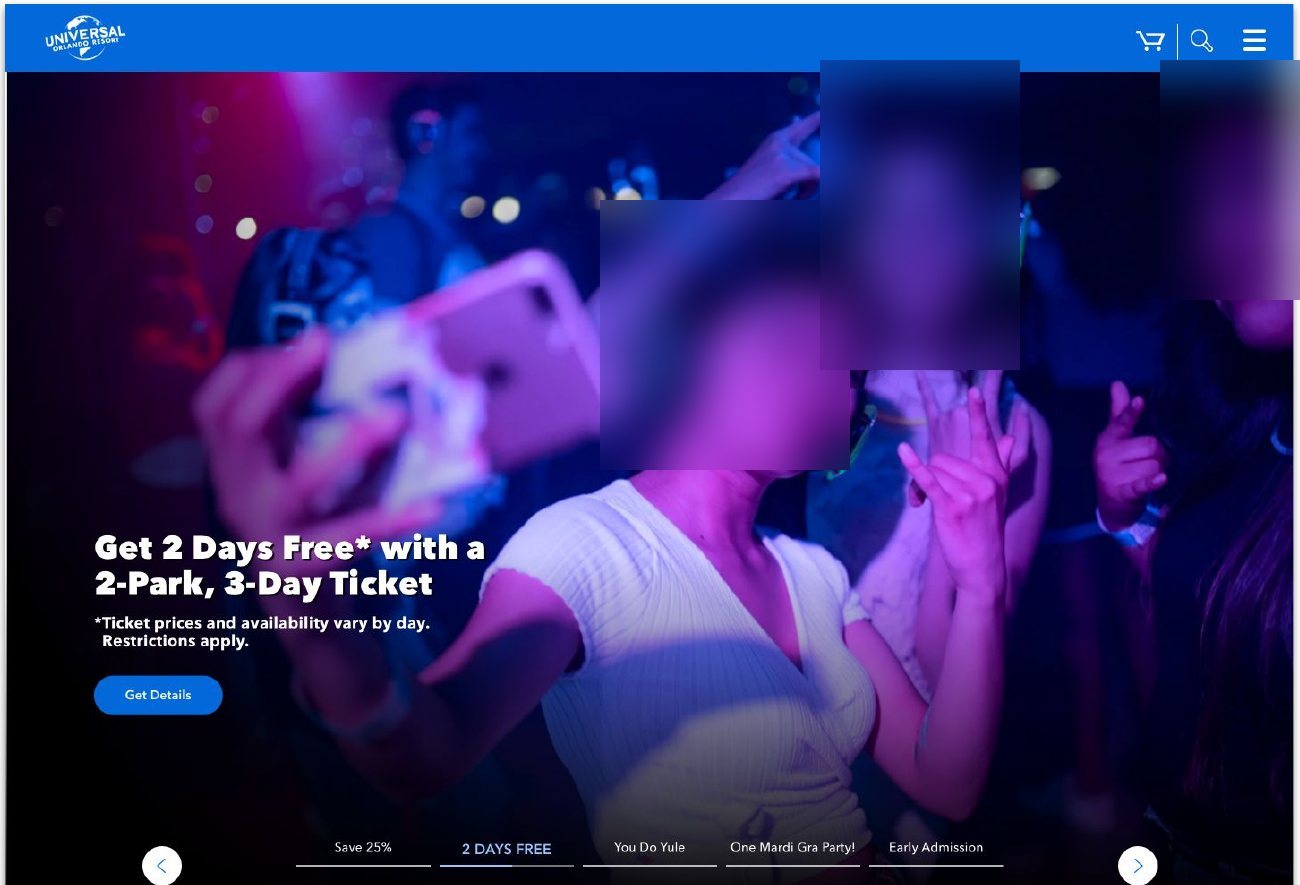 UNIVERSAL
ORLANDO RESORT
Get 2 Days Free* with a
2-Park, 3-Day Ticket
*Ticket prices and availability vary by day.
Restrictions apply.
Get Details
Save 25%
2 DAYS FREE
You Do Yule
One Mardi Gra Party!
Early Admission